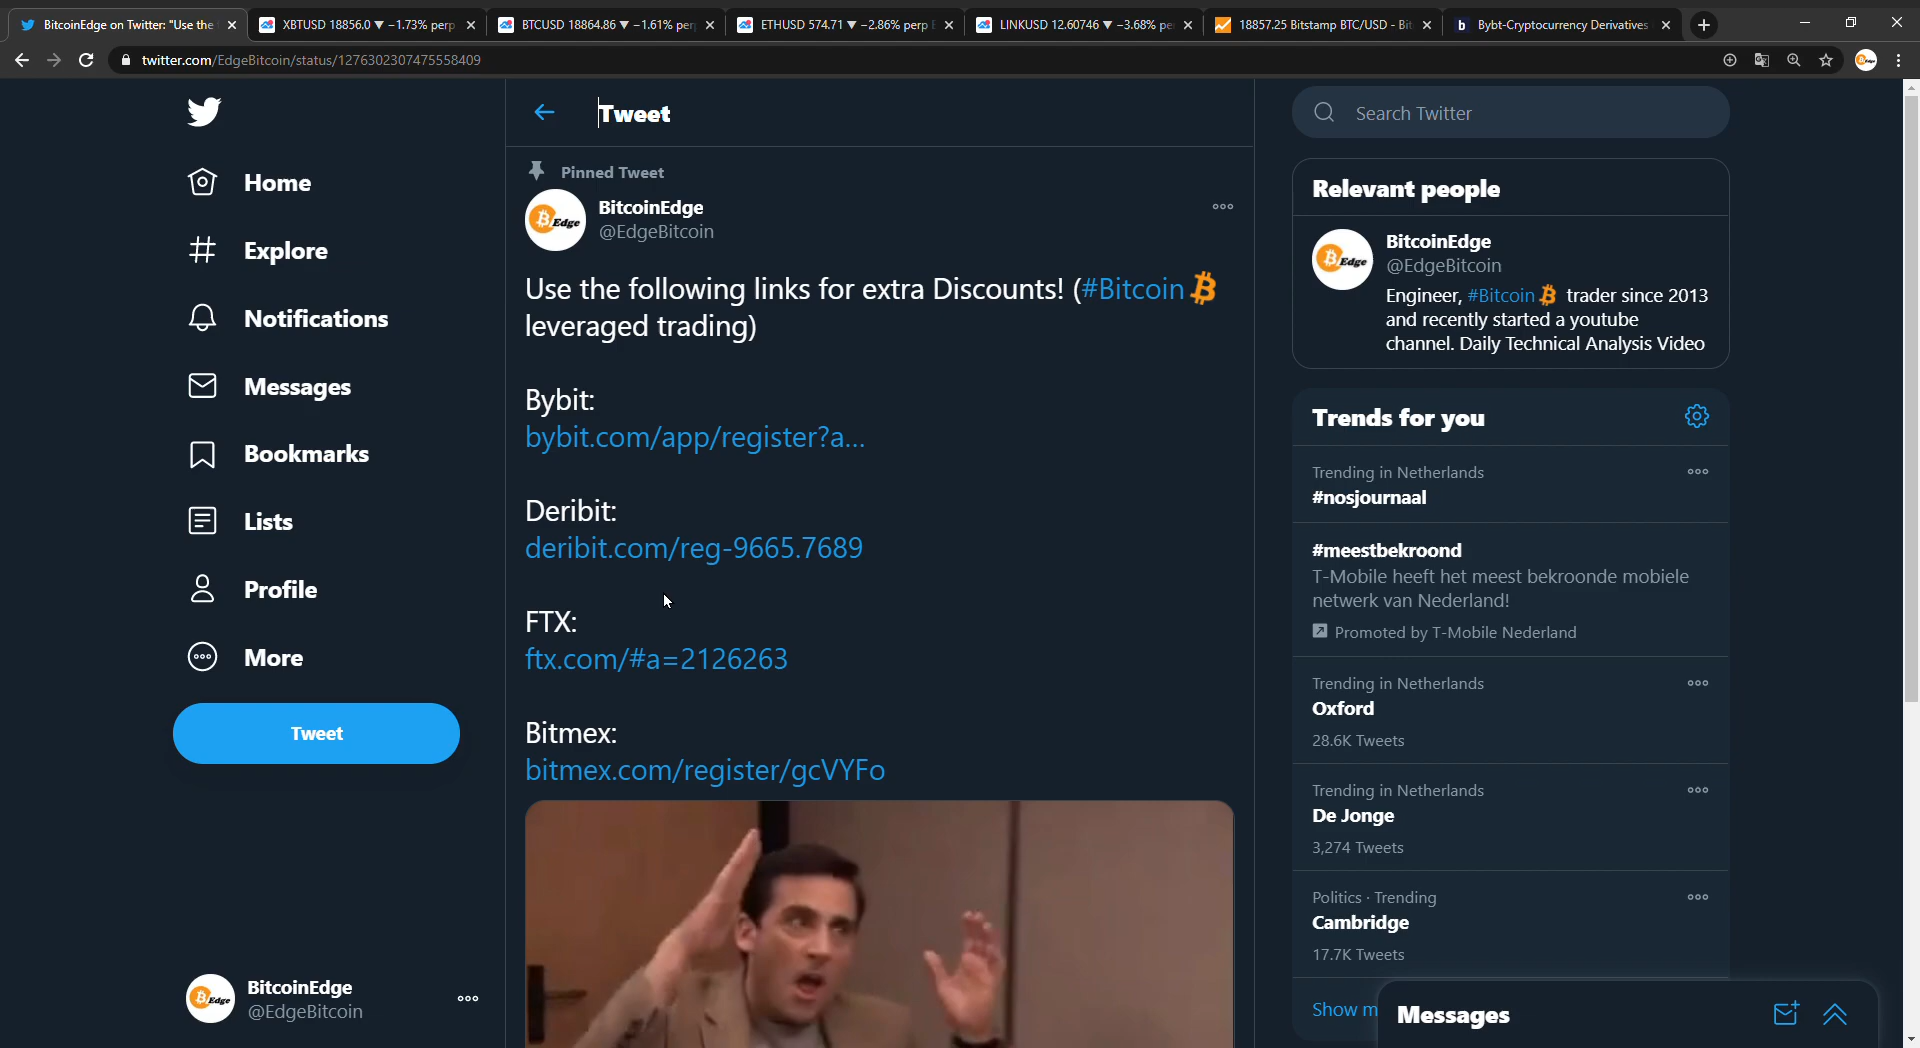 BitcoinEdge on Twitter: "Use the
XBTUSD 18856.0 ▼ −1.73% perp
BTCUSD 18864.86 ▼ −1.61% per
ETHUSD 574.71 ▼ −2.86% perp
LINKUSD 12.60746 ▼ −3.68% pe
18857.25 Bitstamp BTC/USD - Bit
b Bybt-Cryptocurrency Derivatives
twitter.com/EdgeBitcoin/status/1276302307475558409
Home
Explore
Notifications
Messages
Bookmarks
Lists
Profile
More
Tweet
BitcoinEdge
@EdgeBitcoin
Tweet
Pinned Tweet
Edge
BitcoinEdge
@EdgeBitcoin
Use the following links for extra Discounts! (#Bitcoin
leveraged trading)
Bybit:
bybit.com/app/register?a...
Deribit:
deribit.com/reg-9665.7689
FTX:
ftx.com/#a=2126263
Bitmex:
bitmex.com/register/gcVYFo
Search Twitter
Relevant people
Edge
BitcoinEdge
@EdgeBitcoin
Engineer, #Bitcoin trader since 2013
and recently started a youtube
channel. Daily Technical Analysis Video
Trends for you
Trending in Netherlands
#nosjournaal
#meestbekroond
T-Mobile heeft het meest bekroonde mobiele
netwerk van Nederland!
Promoted by T-Mobile Nederland
Trending in Netherlands
Oxford
28.6K Tweets
Trending in Netherlands
De Jonge
3,274 Tweets
Politics · Trending
Cambridge
17.7K Tweets
Show m
Messages